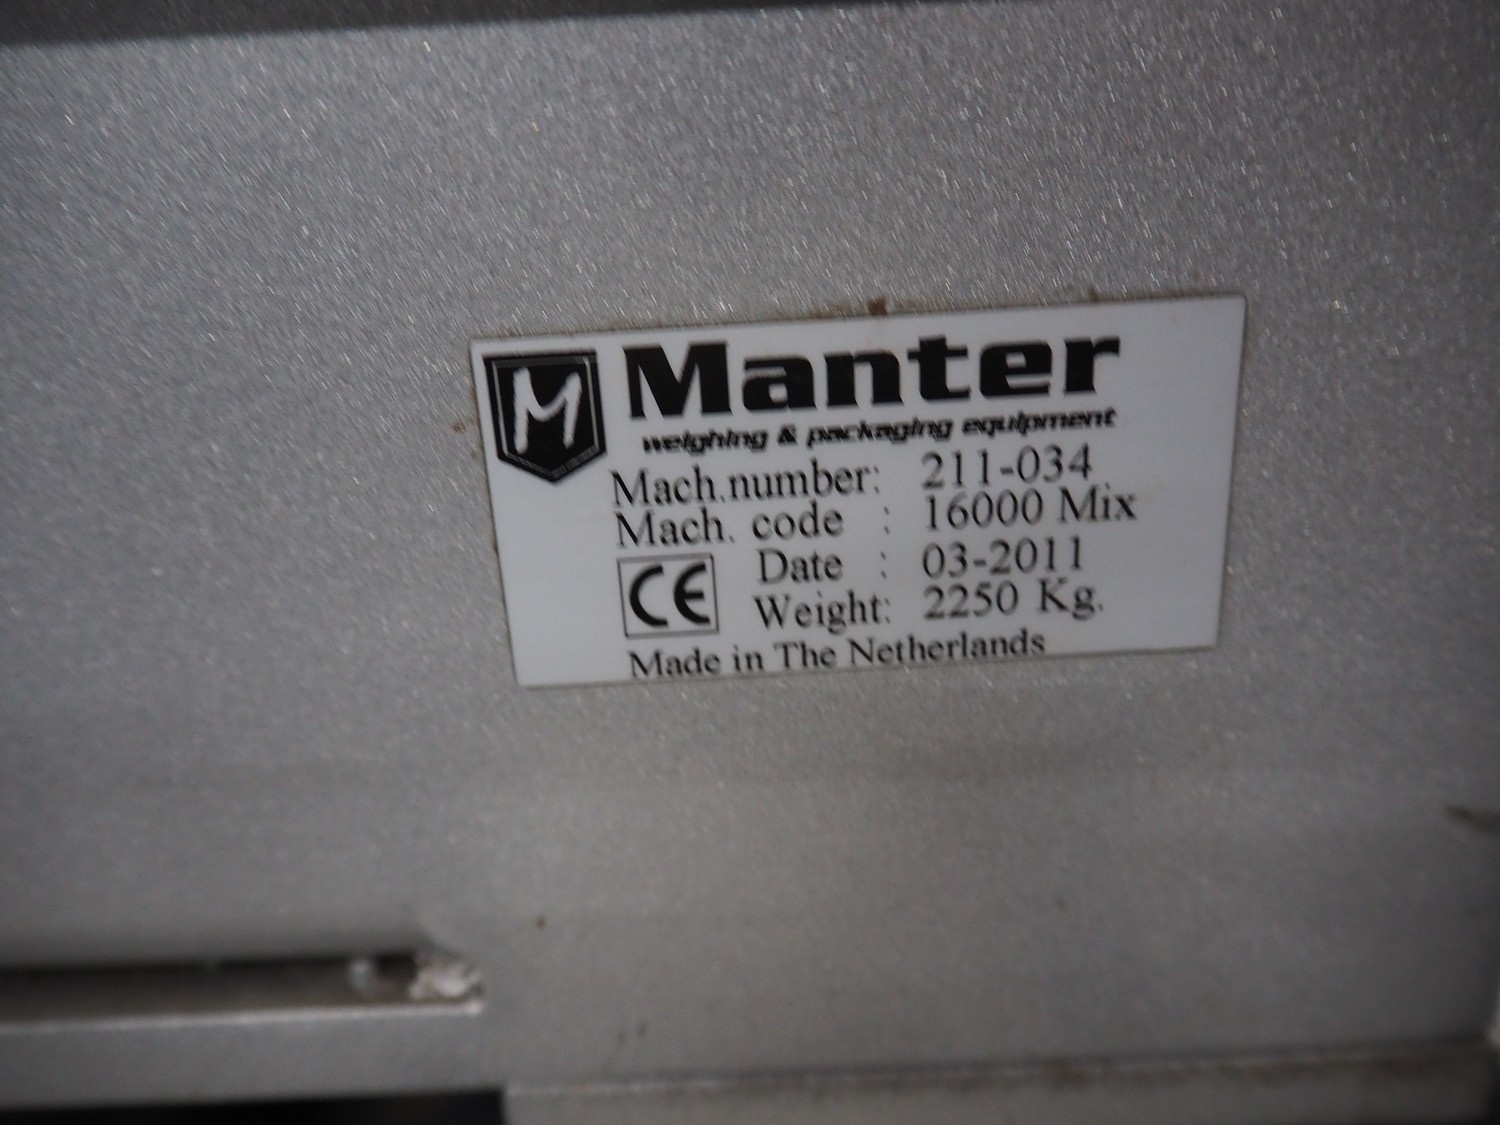 M Manter
weighing & packaging equipment
Mach.number: 211-034
Mach. code : 16000 Mix
CE Date : 03-2011
Weight: 2250 Kg.
Made in The Netherlands